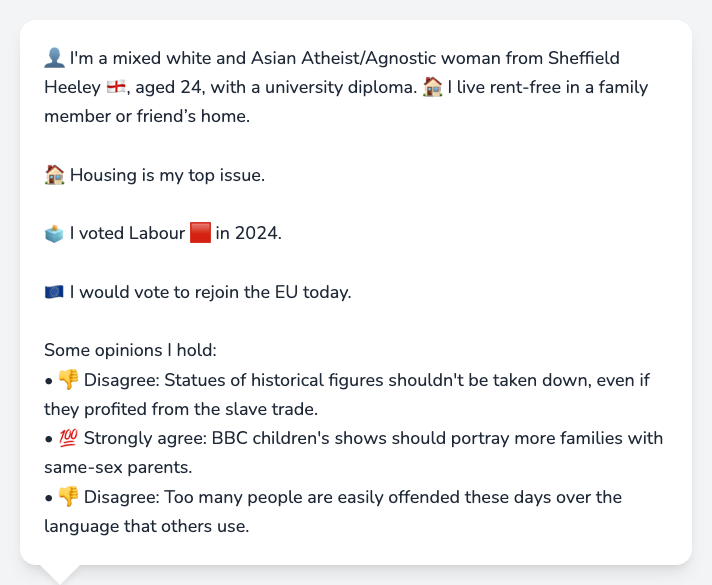 👤 I'm a mixed white and Asian Atheist/Agnostic woman from Sheffield
Heeley 🏴󠁧󠁢󠁥󠁮󠁧󠁿, aged 24, with a university diploma. 🏠 I live rent-free in a family
member or friend’s home.
🏠 Housing is my top issue.
🗳️ I voted Labour 🟥 in 2024.
🇪🇺 I would vote to rejoin the EU today.
Some opinions I hold:
• 👎 Disagree: Statues of historical figures shouldn't be taken down, even if
they profited from the slave trade.
• 💯 Strongly agree: BBC children's shows should portray more families with
same-sex parents.
• 👎 Disagree: Too many people are easily offended these days over the
language that others use.